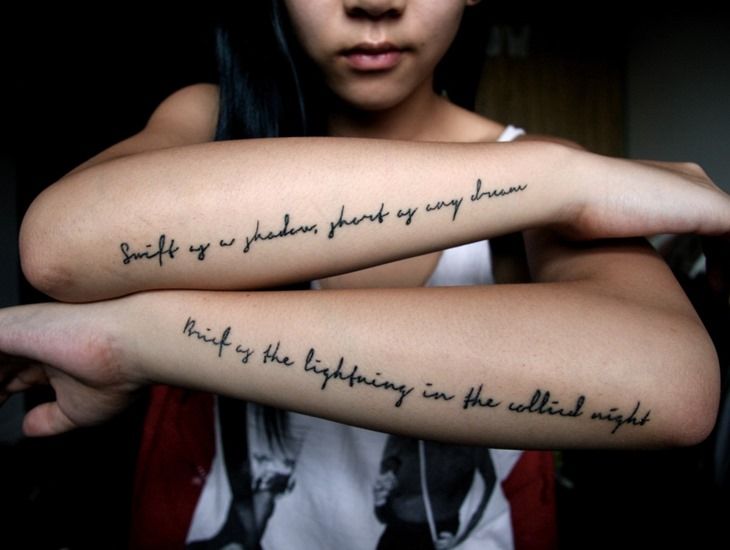 Swift as a shadow, short as any dream
Brief as the lightning in the collied night